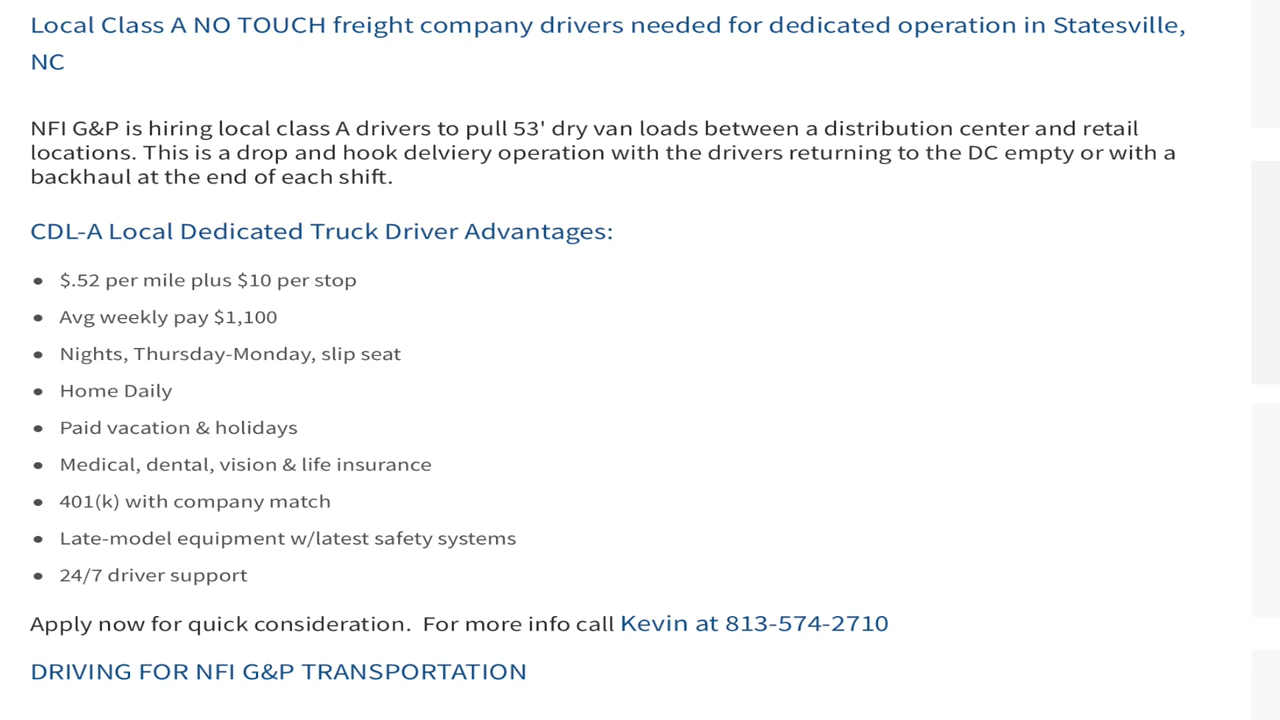 Local Class A NO TOUCH freight company drivers needed for dedicated operation in Statesville,
NC
NFI G&P is hiring local class A drivers to pull 53' dry van loads between a distribution center and retail
locations. This is a drop and hook delviery operation with the drivers returning to the DC empty or with a
backhaul at the end of each shift.
CDL-A Local Dedicated Truck Driver Advantages:
• $.52 per mile plus $10 per stop
• Avg weekly pay $1,100
• Nights, Thursday-Monday, slip seat
• Home Daily
• Paid vacation & holidays
• Medical, dental, vision & life insurance
• 401(k) with company match
• Late-model equipment w/latest safety systems
• 24/7 driver support
Apply now for quick consideration.  For more info call Kevin at 813-574-2710
DRIVING FOR NFI G&P TRANSPORTATION